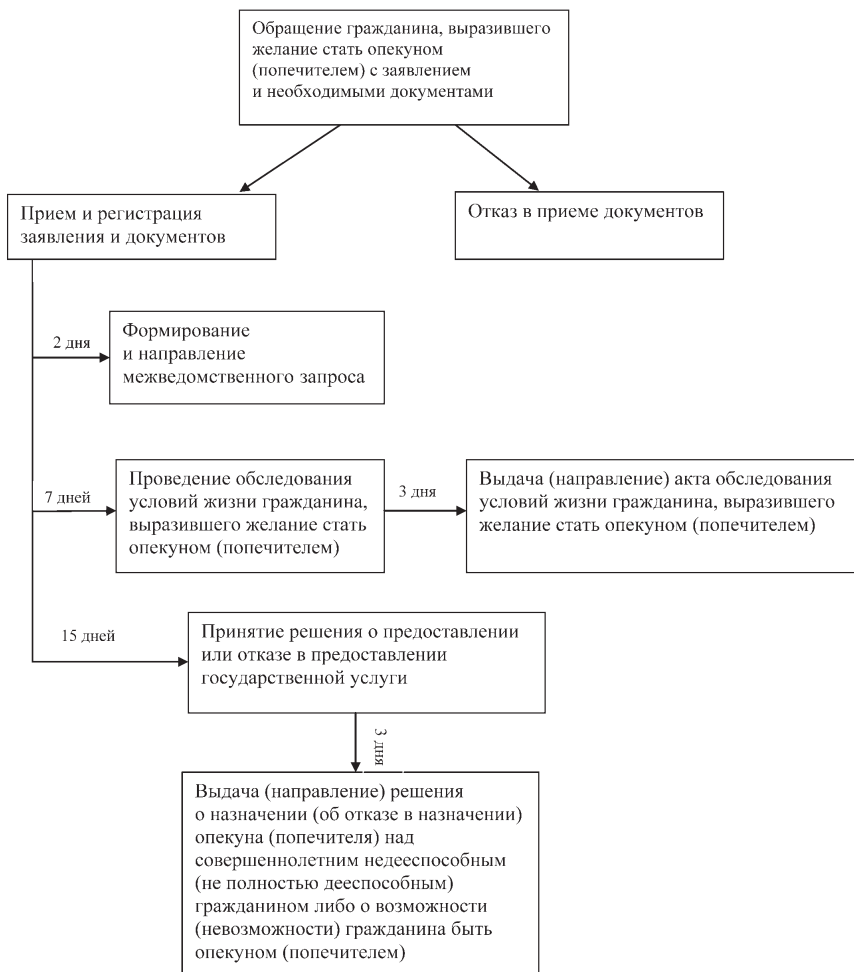 Обращение гражданина, выразившего
желание стать опекуном
(попечителем) с заявлением
и необходимыми документами
Прием и регистрация
заявления и документов
Отказ в приеме документов
2 дня
Формирование
и направление
межведомственного запроса
7 дней
Проведение обследования
условий жизни гражданина,
выразившего желание стать
опекуном (попечителем)
3 дня
Выдача (направление) акта обследования
условий жизни гражданина, выразившего
желание стать опекуном (попечителем)
15 дней
Принятие решения о предоставлении
или отказе в предоставлении
государственной услуги
3 дня
Выдача (направление) решения
о назначении (об отказе в назначении)
опекуна (попечителя) над
совершеннолетним недееспособным
(не полностью дееспособным)
гражданином либо о возможности
(невозможности) гражданина быть
опекуном (попечителем)